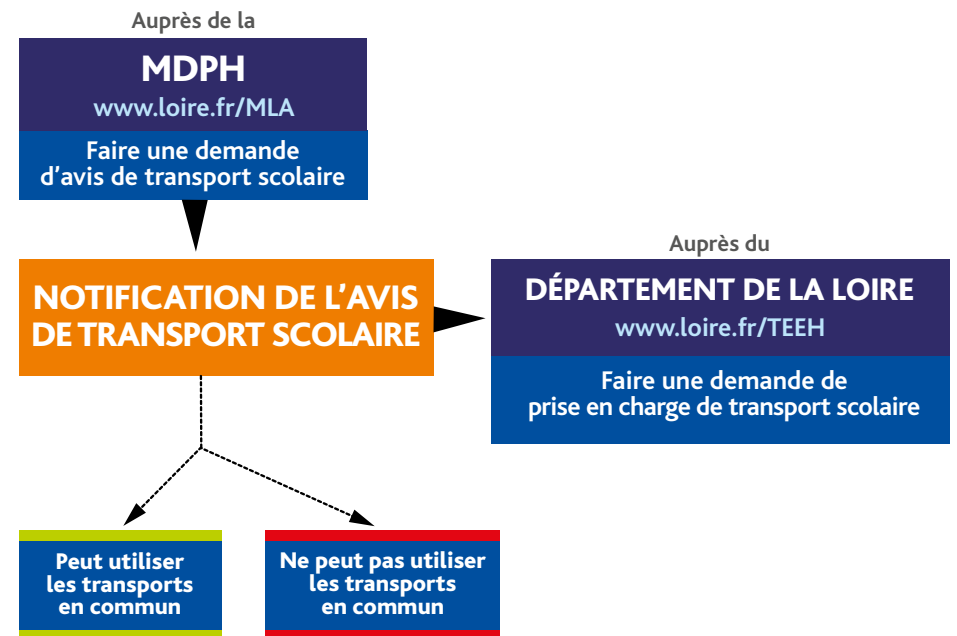 Auprès de la
MDPH
www.loire.fr/MLA
Faire une demande
d'avis de transport scolaire
NOTIFICATION DE L'AVIS
DE TRANSPORT SCOLAIRE
Auprès du
DÉPARTEMENT DE LA LOIRE
www.loire.fr/TEEH
Faire une demande de
prise en charge de transport scolaire
Peut utiliser
les transports
en commun
Ne peut pas utiliser
les transports
en commun